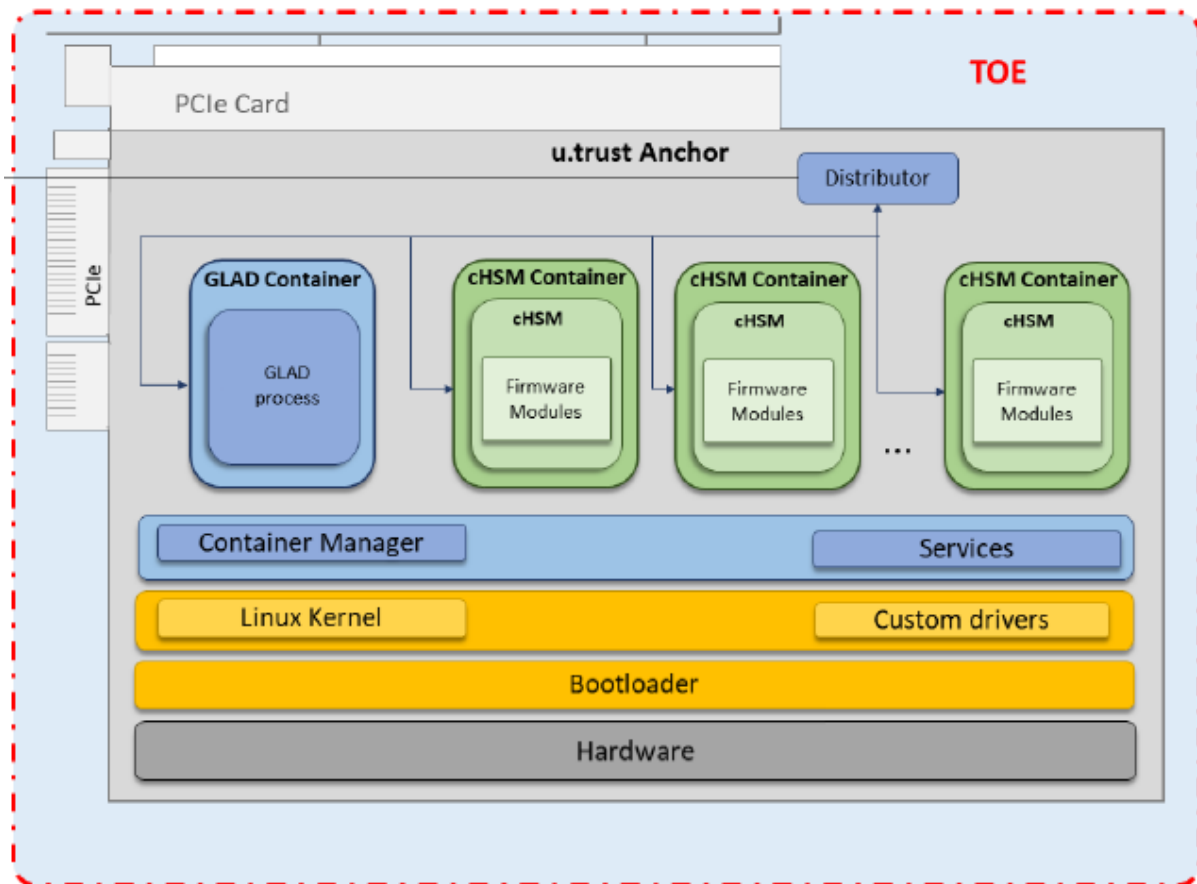 TOE
PCIe Card
u.trust Anchor
Distributor
PCIe
GLAD Container
GLAD
process
cHSM Container
cHSM
Firmware
Modules
cHSM Container
cHSM
Firmware
Modules
...
cHSM Container
cHSM
Firmware
Modules
Container Manager
Services
Linux Kernel
Custom drivers
Bootloader
Hardware